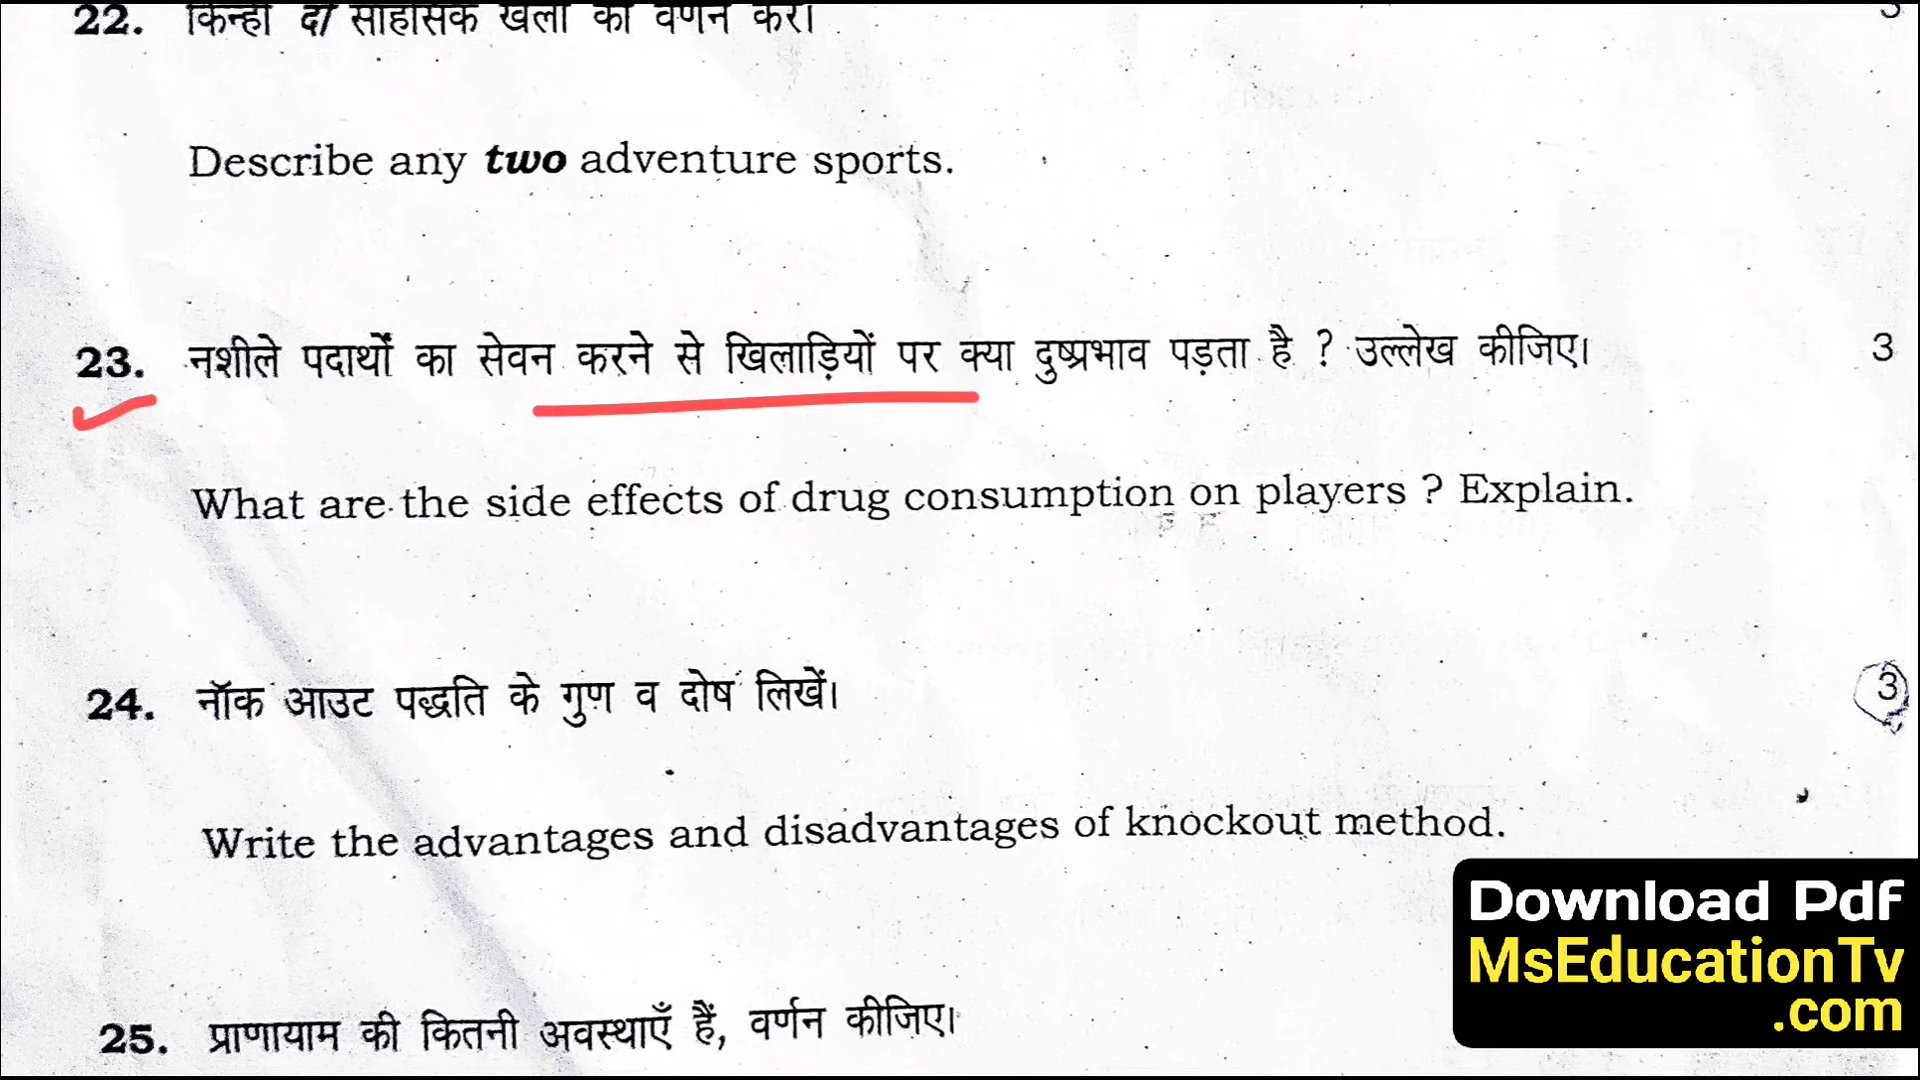 22. किन्हीं दो साहसिक खेलों का वर्णन करें। 3
Describe any two adventure sports.
23. नशीले पदार्थों का सेवन करने से खिलाड़ियों पर क्या दुष्प्रभाव पड़ता है ? उल्लेख कीजिए। 3
What are the side effects of drug consumption on players ? Explain.
24. नॉक आउट पद्धति के गुण व दोष लिखें। 3
Write the advantages and disadvantages of knockout method.
25. प्राणायाम की कितनी अवस्थाएँ हैं, वर्णन कीजिए।
Download Pdf
MsEducationTv
.com